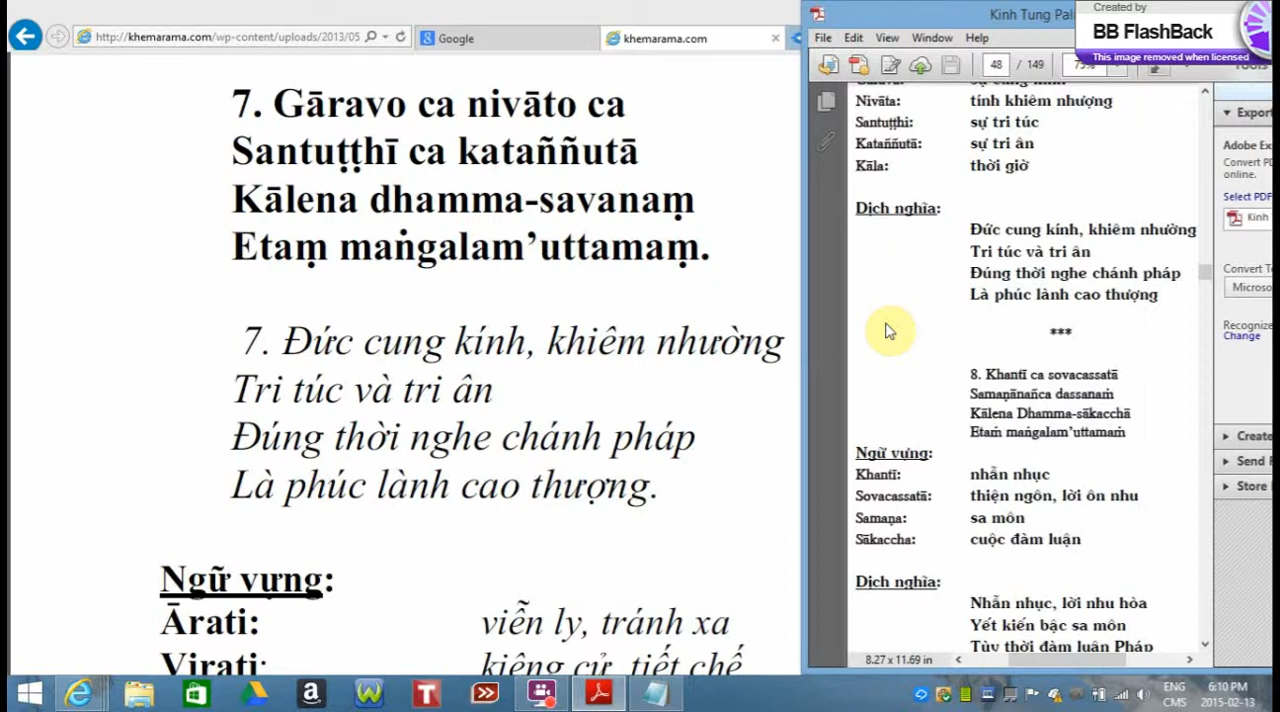 http://khemarama.com/wp-content/uploads/2013/05
Google
khemarama.com
7. Gāravo ca nivāto ca
Santuṭṭhī ca kataññutā
Kālena dhamma-savanaṃ
Etaṃ maṅgalam’uttamaṃ.
7. Đức cung kính, khiêm nhường
Tri túc và tri ân
Đúng thời nghe chánh pháp
Là phúc lành cao thượng.
Ngữ vựng:
Ārati: viễn ly, tránh xa
Virati: kiêng cử, tiết chế
Kinh Tung Pali
Created by
BB FlashBack
This image removed when licensed
File Edit View Window Help
48 / 149 75%
Nivāta: tính khiêm nhượng
Santuṭṭhi: sự tri túc
Kataññutā: sự tri ân
Kāla: thời giờ
Dịch nghĩa:
Đức cung kính, khiêm nhường
Tri túc và tri ân
Đúng thời nghe chánh pháp
Là phúc lành cao thượng
***
8. Khantī ca sovacassatā
Samaṇānañca dassanaṁ
Kālena Dhamma-sākacchā
Etaṁ maṅgalam’uttamaṁ
Ngữ vựng:
Khantī: nhẫn nhục
Sovacassatā: thiện ngôn, lời ôn nhu
Samaṇa: sa môn
Sākaccha: cuộc đàm luận
Dịch nghĩa:
Nhẫn nhục, lời nhu hòa
Yết kiến bậc sa môn
Tùy thời đàm luận Pháp
8.27 x 11.69 in
Export
Adobe Ex
Convert PD
online.
Select PDF
Kinh
Convert To
Microso
Recognize
Change
Create
Send F
Store
ENG
CMS
6:10 PM
2015-02-13